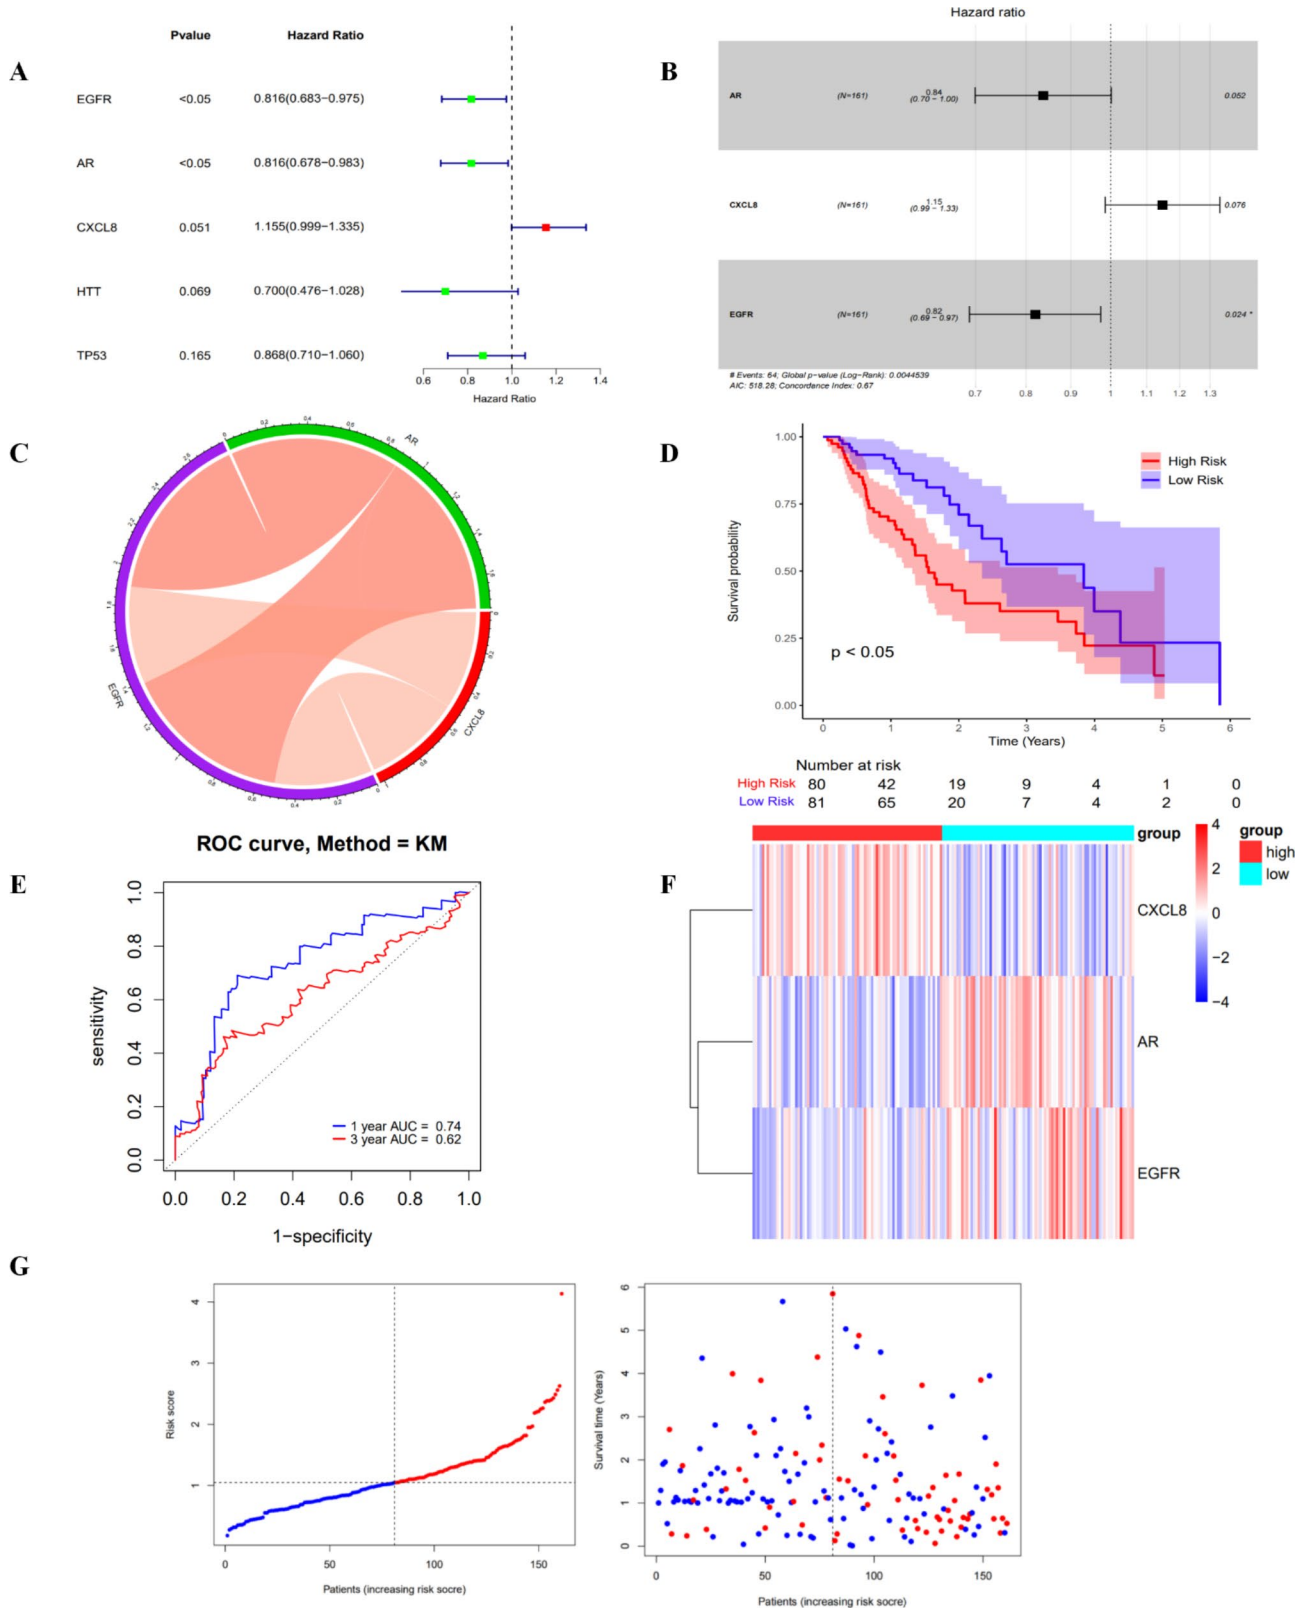 A
Pvalue Hazard Ratio
EGFR <0.05 0.816(0.683−0.975)
AR <0.05 0.816(0.678−0.983)
CXCL8 0.051 1.155(0.999−1.335)
HTT 0.069 0.700(0.476−1.028)
TP53 0.165 0.868(0.710−1.060)
0.6 0.8 1.0 1.2 1.4
Hazard Ratio
B
Hazard ratio
AR (N=161) 0.84 (0.70 − 1.00) 0.052
CXCL8 (N=161) 1.15 (0.99 − 1.33) 0.076
EGFR (N=161) 0.82 (0.69 − 0.97) 0.024 *
# Events: 64; Global p−value (Log−Rank): 0.0044539
AIC: 518.28; Concordance Index: 0.67
0.7 0.8 0.9 1 1.1 1.2 1.3
C
AR
EGFR
CXCL8
D
Survival probability
1.00
0.75
0.50
0.25
0.00
High Risk
Low Risk
p < 0.05
0 1 2 3 4 5 6
Time (Years)
Number at risk
High Risk 80 42 19 9 4 1 0
Low Risk 81 65 20 7 4 2 0
E
ROC curve, Method = KM
sensitivity
1.0
0.8
0.6
0.4
0.2
0.0
1 year AUC = 0.74
3 year AUC = 0.62
0.0 0.2 0.4 0.6 0.8 1.0
1−specificity
F
group
CXCL8
AR
EGFR
4
2
0
−2
−4
group
high
low
G
Risk score
4
3
2
1
0 50 100 150
Patients (increasing risk socre)
Survival time (Years)
6
5
4
3
2
1
0
0 50 100 150
Patients (increasing risk socre)